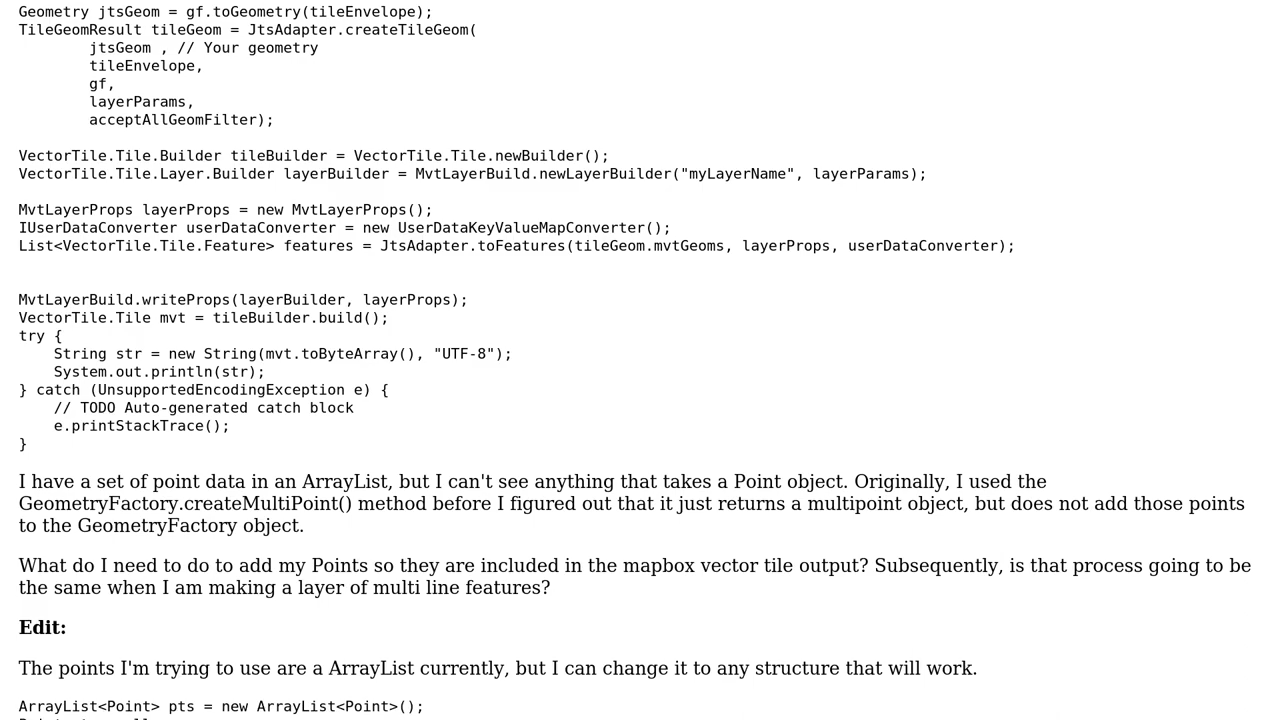 Geometry jtsGeom = gf.toGeometry(tileEnvelope);
TileGeomResult tileGeom = JtsAdapter.createTileGeom(
        jtsGeom , // Your geometry
        tileEnvelope,
        gf,
        layerParams,
        acceptAllGeomFilter);

VectorTile.Tile.Builder tileBuilder = VectorTile.Tile.newBuilder();
VectorTile.Tile.Layer.Builder layerBuilder = MvtLayerBuild.newLayerBuilder("myLayerName", layerParams);

MvtLayerProps layerProps = new MvtLayerProps();
IUserDataConverter userDataConverter = new UserDataKeyValueMapConverter();
List<VectorTile.Tile.Feature> features = JtsAdapter.toFeatures(tileGeom.mvtGeoms, layerProps, userDataConverter);

MvtLayerBuild.writeProps(layerBuilder, layerProps);
VectorTile.Tile mvt = tileBuilder.build();
try {
    String str = new String(mvt.toByteArray(), "UTF-8");
    System.out.println(str);
} catch (UnsupportedEncodingException e) {
    // TODO Auto-generated catch block
    e.printStackTrace();
}
I have a set of point data in an ArrayList, but I can't see anything that takes a Point object. Originally, I used the
GeometryFactory.createMultiPoint() method before I figured out that it just returns a multipoint object, but does not add those points
to the GeometryFactory object.
What do I need to do to add my Points so they are included in the mapbox vector tile output? Subsequently, is that process going to be
the same when I am making a layer of multi line features?
Edit:
The points I'm trying to use are a ArrayList currently, but I can change it to any structure that will work.
ArrayList<Point> pts = new ArrayList<Point>();